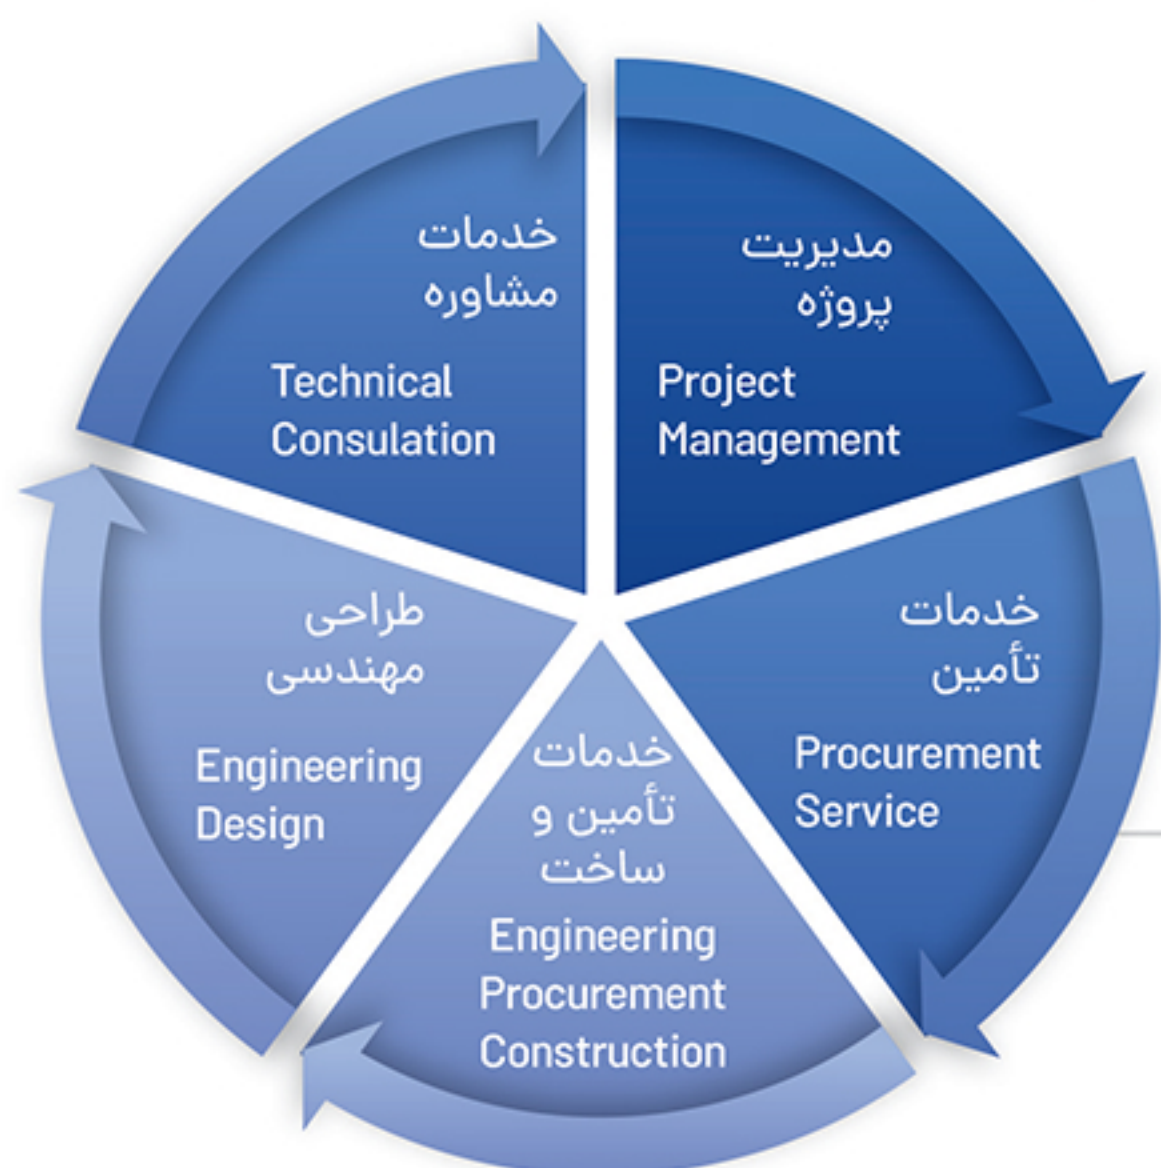 خدمات
مشاوره
Technical
Consulation
مدیریت
پروژه
Project
Management
خدمات
تأمین
Procurement
Service
خدمات
تأمین و
ساخت
Engineering
Procurement
Construction
طراحی
مهندسی
Engineering
Design